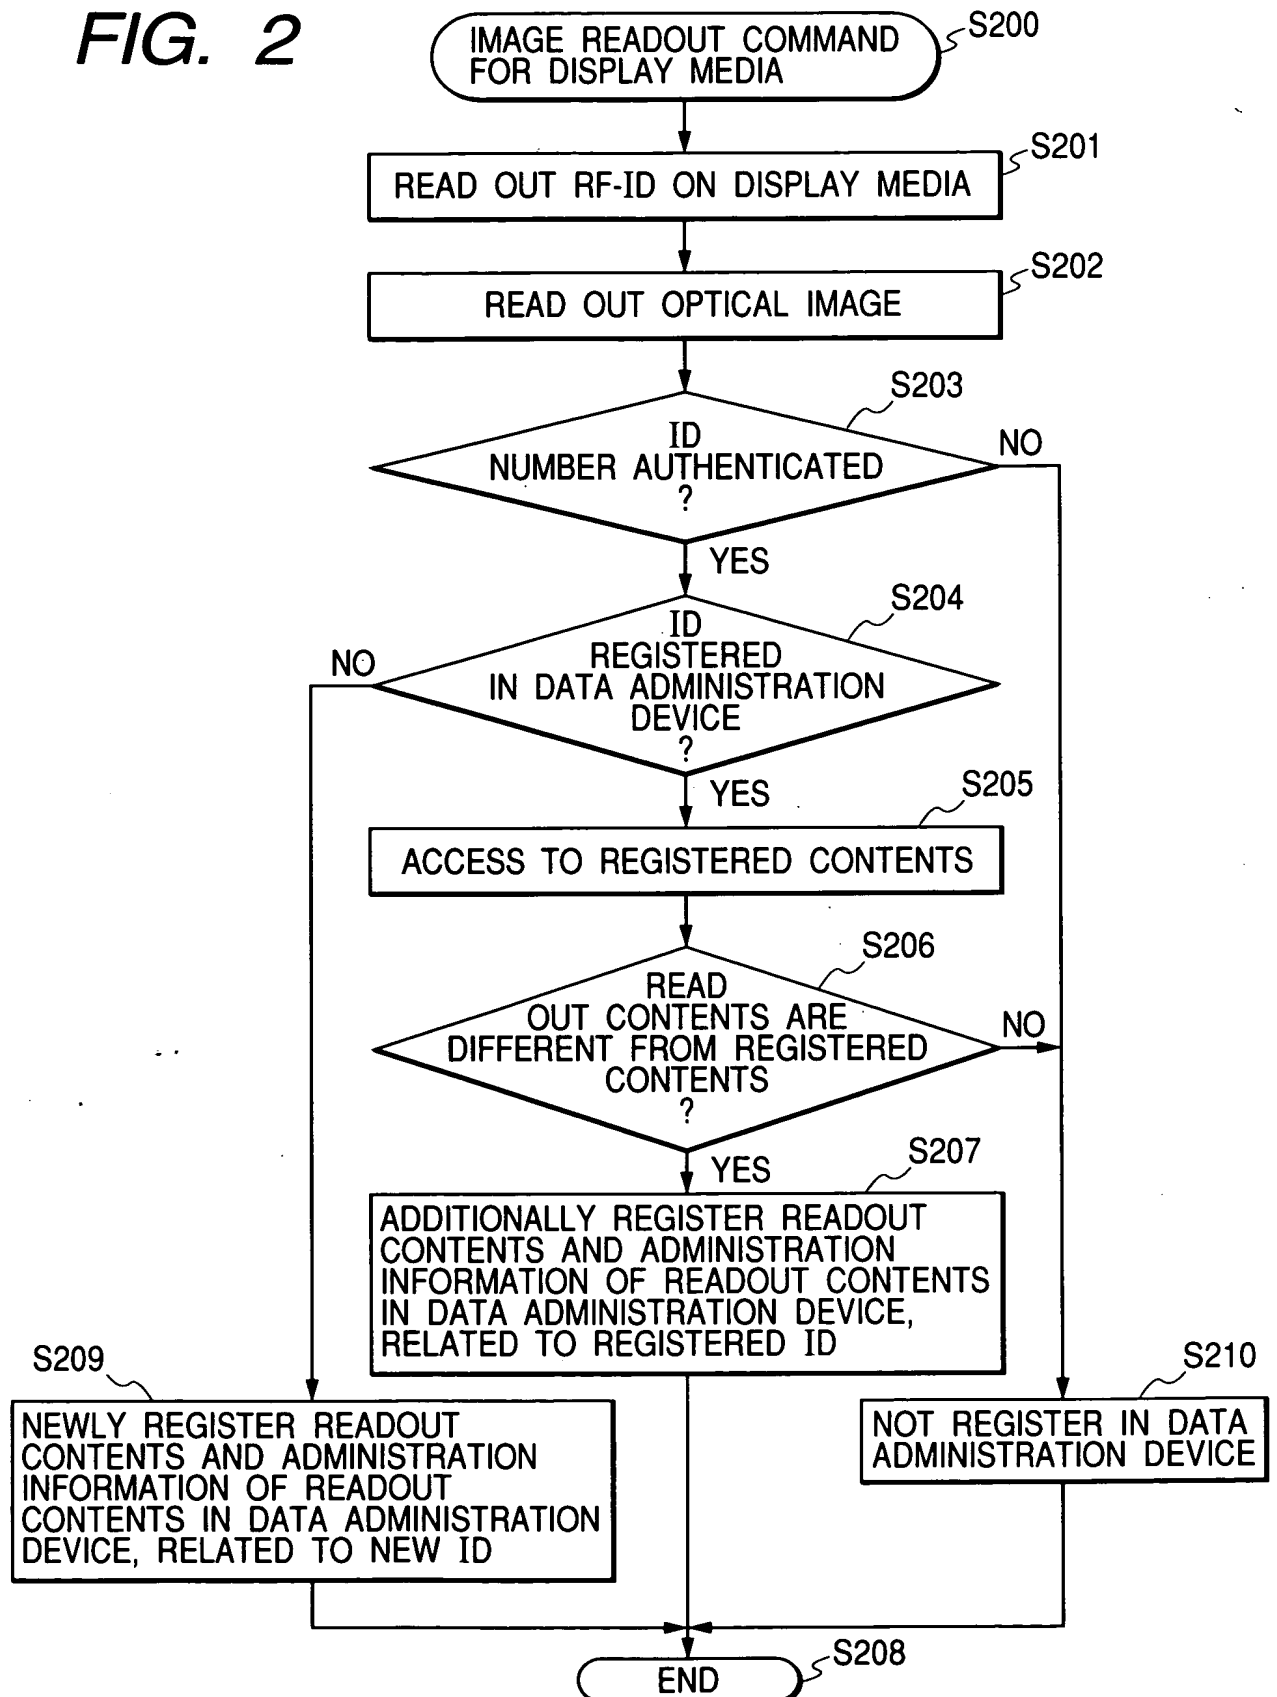 FIG. 2
IMAGE READOUT COMMAND
FOR DISPLAY MEDIA
S200
READ OUT RF-ID ON DISPLAY MEDIA
S201
READ OUT OPTICAL IMAGE
S202
ID
NUMBER AUTHENTICATED
?
S203
NO
YES
ID
REGISTERED
IN DATA ADMINISTRATION
DEVICE
?
S204
NO
YES
ACCESS TO REGISTERED CONTENTS
S205
READ
OUT CONTENTS ARE
DIFFERENT FROM REGISTERED
CONTENTS
?
S206
NO
YES
ADDITIONALLY REGISTER READOUT
CONTENTS AND ADMINISTRATION
INFORMATION OF READOUT CONTENTS
IN DATA ADMINISTRATION DEVICE,
RELATED TO REGISTERED ID
S207
S209
NEWLY REGISTER READOUT
CONTENTS AND ADMINISTRATION
INFORMATION OF READOUT
CONTENTS IN DATA ADMINISTRATION
DEVICE, RELATED TO NEW ID
S210
NOT REGISTER IN DATA
ADMINISTRATION DEVICE
END
S208